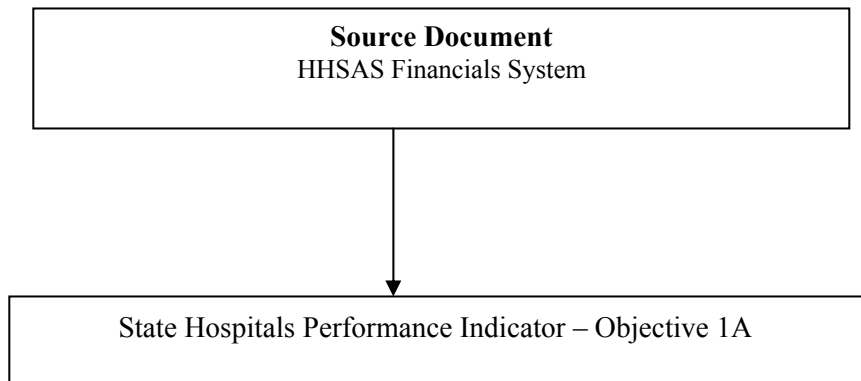 Source Document
HHSAS Financials System
State Hospitals Performance Indicator – Objective 1A